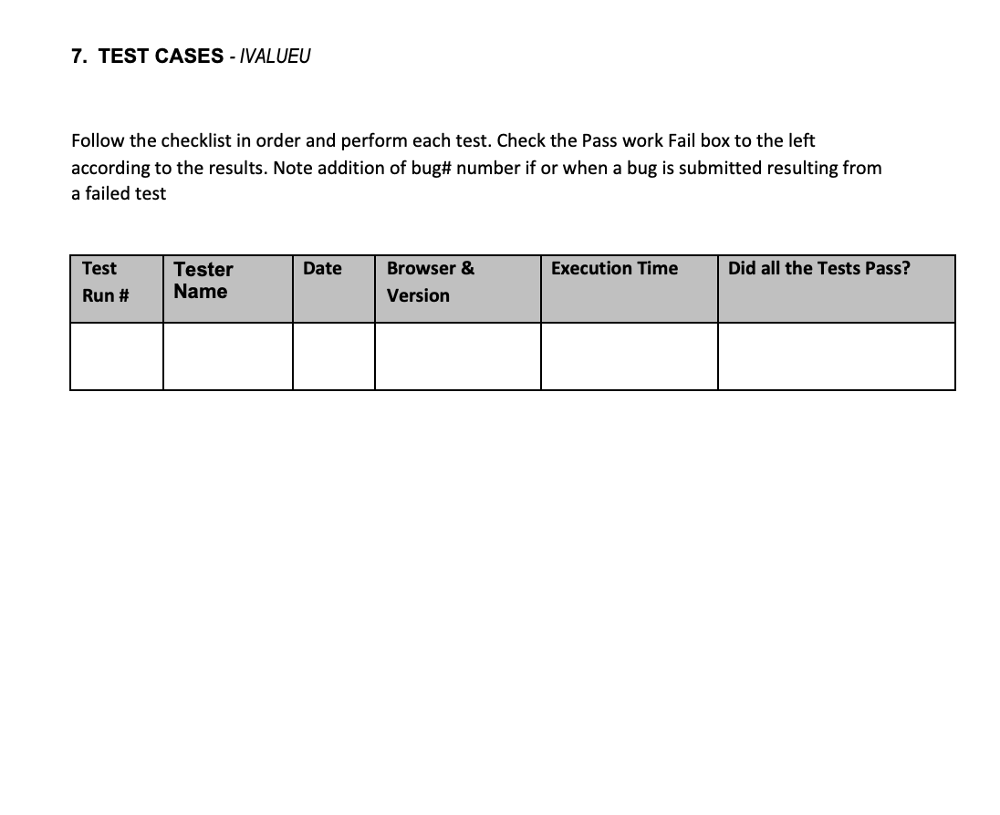 7. TEST CASES - IVALUEU
Follow the checklist in order and perform each test. Check the Pass work Fail box to the left
according to the results. Note addition of bug# number if or when a bug is submitted resulting from
a failed test
Test
Run #
Tester
Name
Date
Browser &
Version
Execution Time
Did all the Tests Pass?